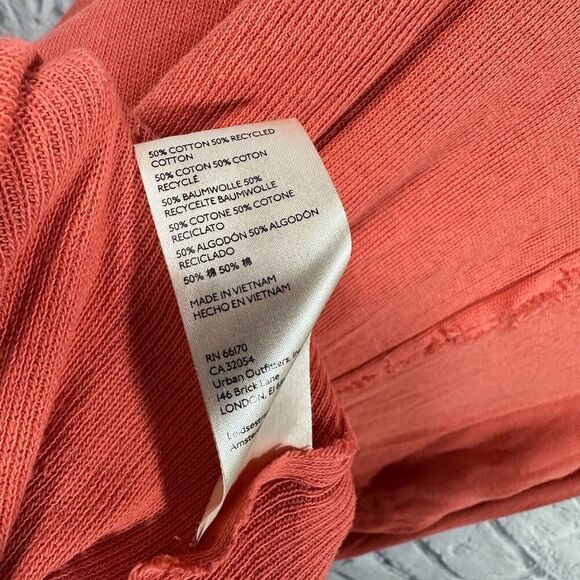 50% COTTON 50% RECYCLED
COTTON
50% COTON 50% COTON
RECYCLÉ
50% BAUMWOLLE 50%
RECYCELTE BAUMWOLLE
50% COTONE 50% COTONE
RICICLATO
50% ALGODÓN 50% ALGODÓN
RECICLADO
50% 棉 50% 棉
MADE IN VIETNAM
HECHO EN VIETNAM
RN 66170
CA 32054
Urban Outfitters,
146 Brick Lane
LONDON,